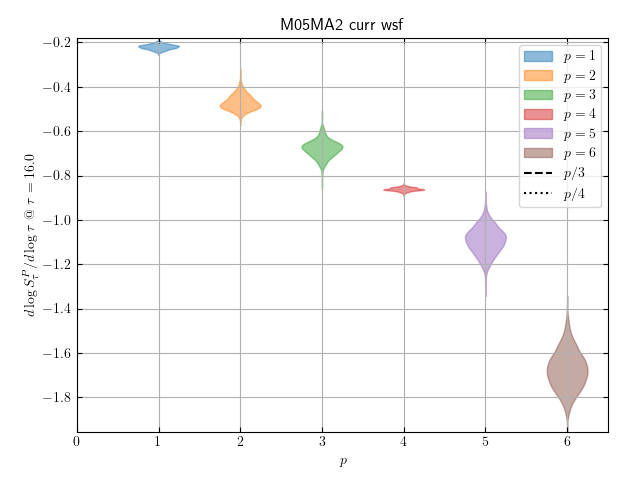 M05MA2 curr wsf
d log S_τ^P / d log τ @ τ = 16.0
−0.2
−0.4
−0.6
−0.8
−1.0
−1.2
−1.4
−1.6
−1.8
p = 1
p = 2
p = 3
p = 4
p = 5
p = 6
p/3
p/4
0 1 2 3 4 5 6
p